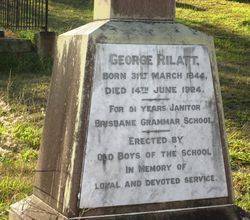 George Rilatt.
Born 31st March 1844,
Died 14th June 1924.
For 51 years Janitor
Brisbane Grammar School.
Erected by
Old Boys of the School
In Memory of
Loyal and Devoted Service.